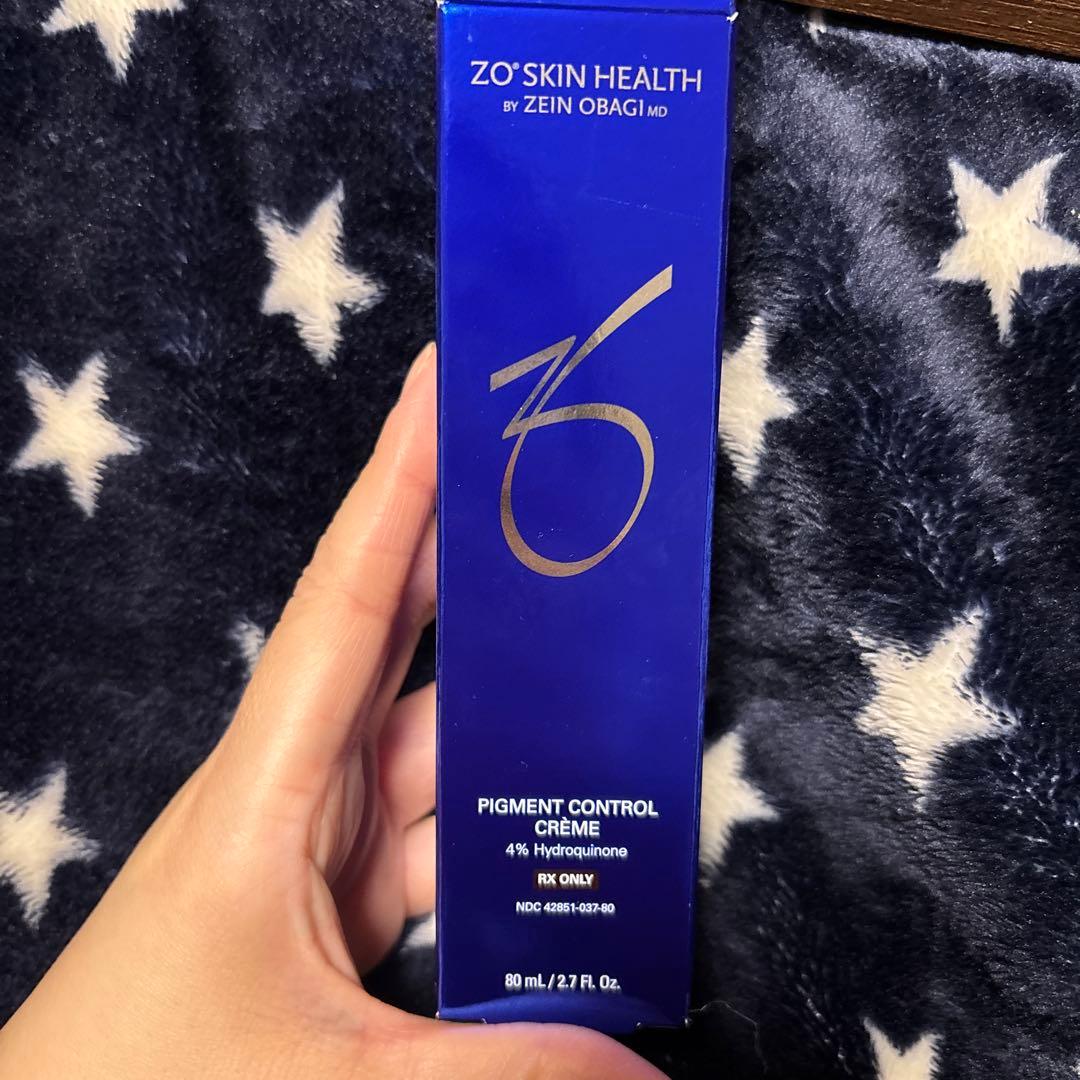 ZO® SKIN HEALTH
BY ZEIN OBAGI MD
ZO
PIGMENT CONTROL
CRÈME
4% Hydroquinone
RX ONLY
NDC 42851-037-80
80 mL / 2.7 Fl. Oz.